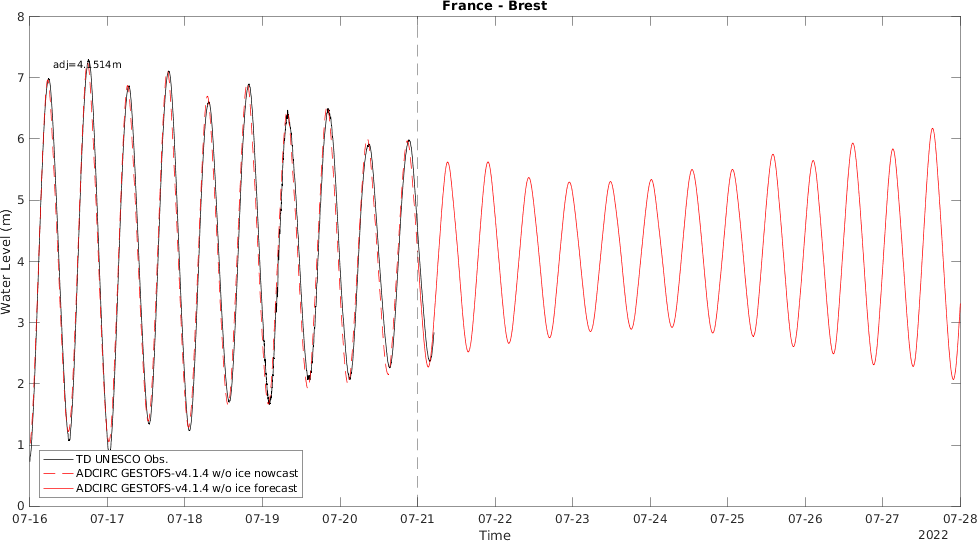 France - Brest
8
7
6
5
4
3
2
1
0
Water Level (m)
TD UNESCO Obs.
ADCIRC GESTOFS-v4.1.4 w/o ice nowcast
ADCIRC GESTOFS-v4.1.4 w/o ice forecast
07-16 07-17 07-18 07-19 07-20 07-21 07-22 07-23 07-24 07-25 07-26 07-27 07-28
Time
2022